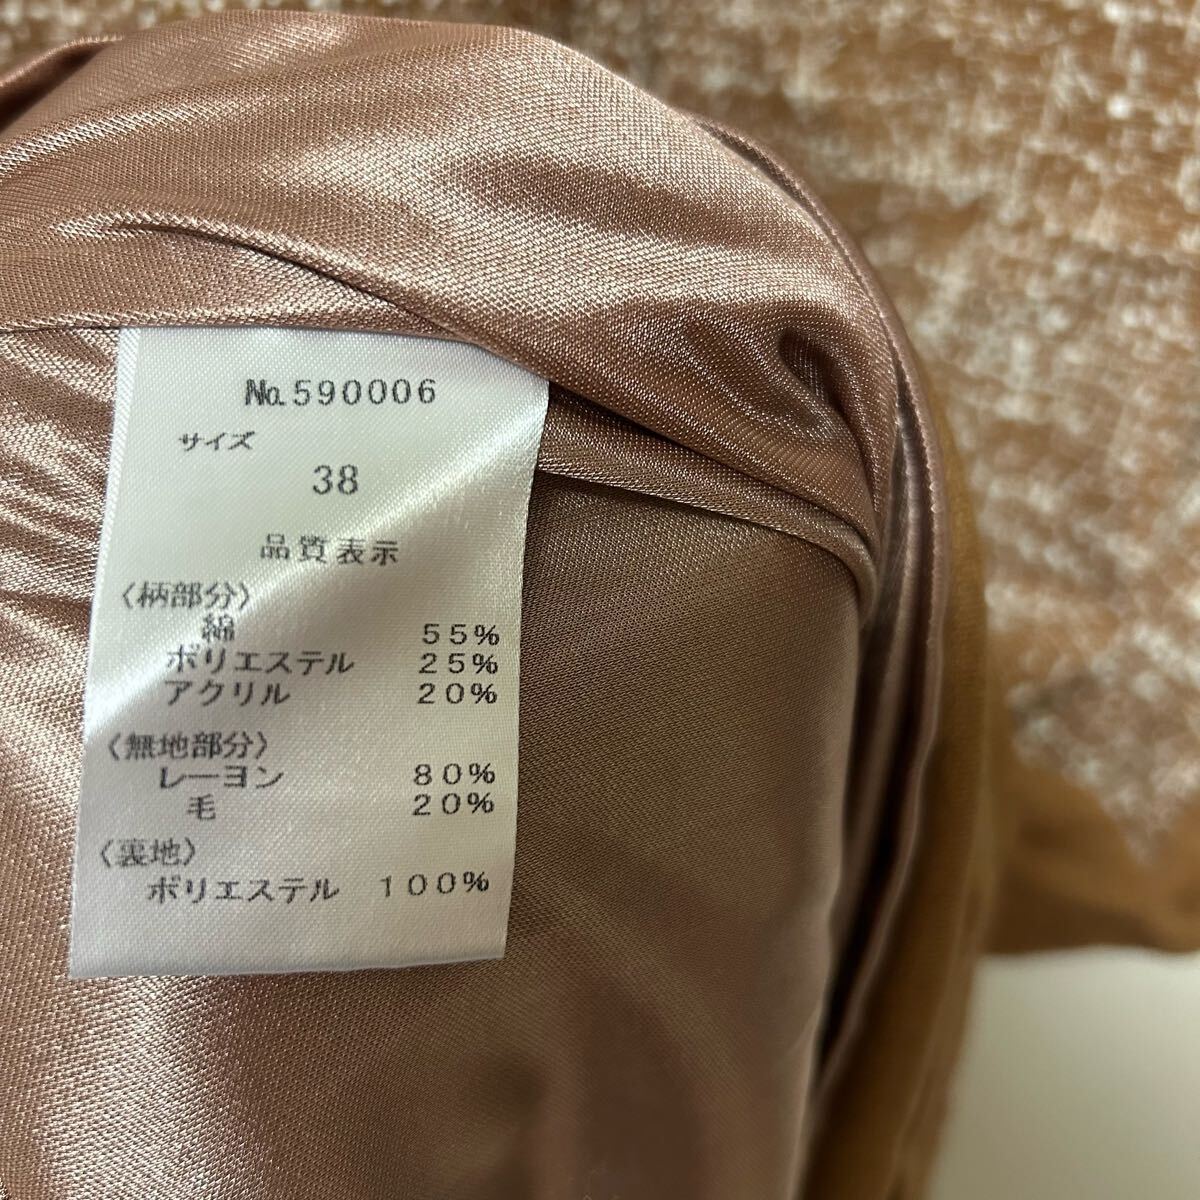 №590006
サイズ
38
品質表示
〈柄部分〉
綿 55%
ポリエステル 25%
アクリル 20%
〈無地部分〉
レーヨン 80%
毛 20%
〈裏地〉
ポリエステル 100%